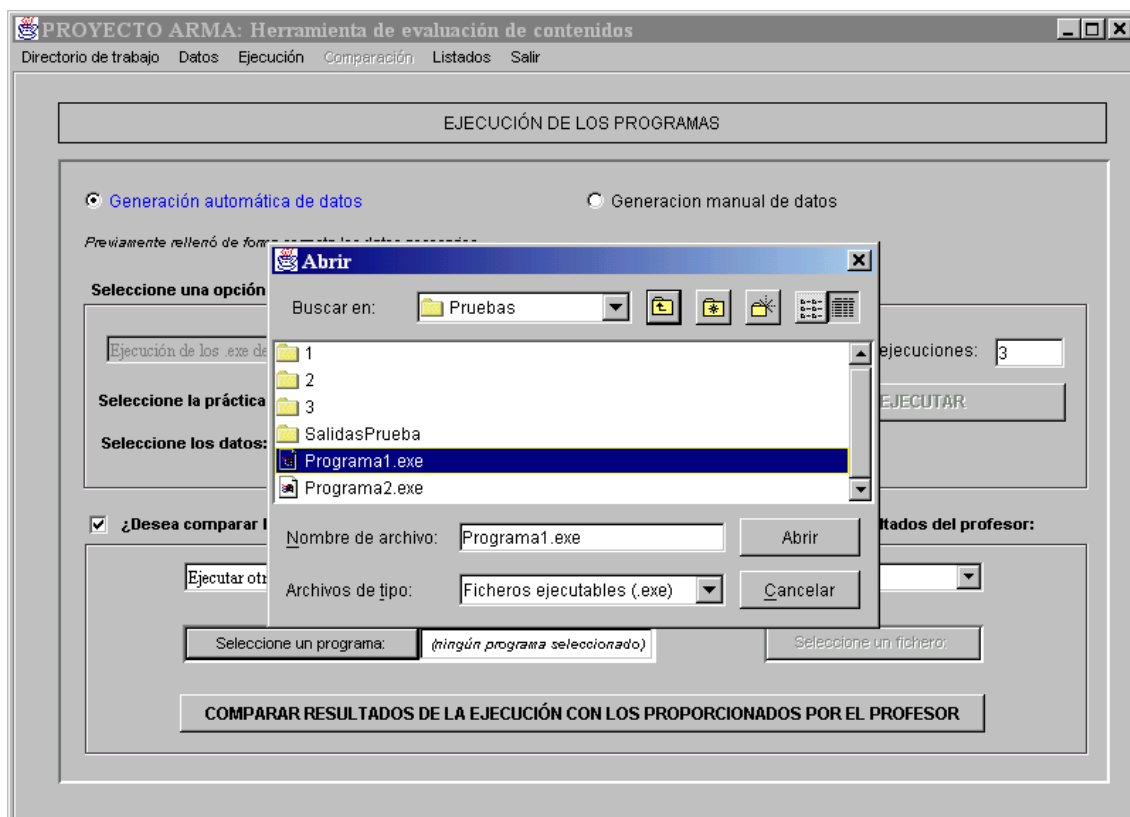 PROYECTO ARMA: Herramienta de evaluación de contenidos
Directorio de trabajo Datos Ejecución Comparación Listados Salir
EJECUCIÓN DE LOS PROGRAMAS
Generación automática de datos Generacion manual de datos
Previamente rellenó de
Abrir
Seleccione una opción
Buscar en: Pruebas
Ejecución de los .exe de
1
ejecuciones: 3
2
Seleccione la práctica
3
EJECUTAR
SalidasPrueba
Seleccione los datos:
Programa1.exe
Programa2.exe
¿Desea comparar
Nombre de archivo: Programa1.exe Abrir
del profesor:
Ejecutar
Archivos de tipo: Ficheros ejecutables (.exe) Cancelar
Seleccione un programa: (ningún programa seleccionado) Seleccione un fichero:
COMPARAR RESULTADOS DE LA EJECUCIÓN CON LOS PROPORCIONADOS POR EL PROFESOR